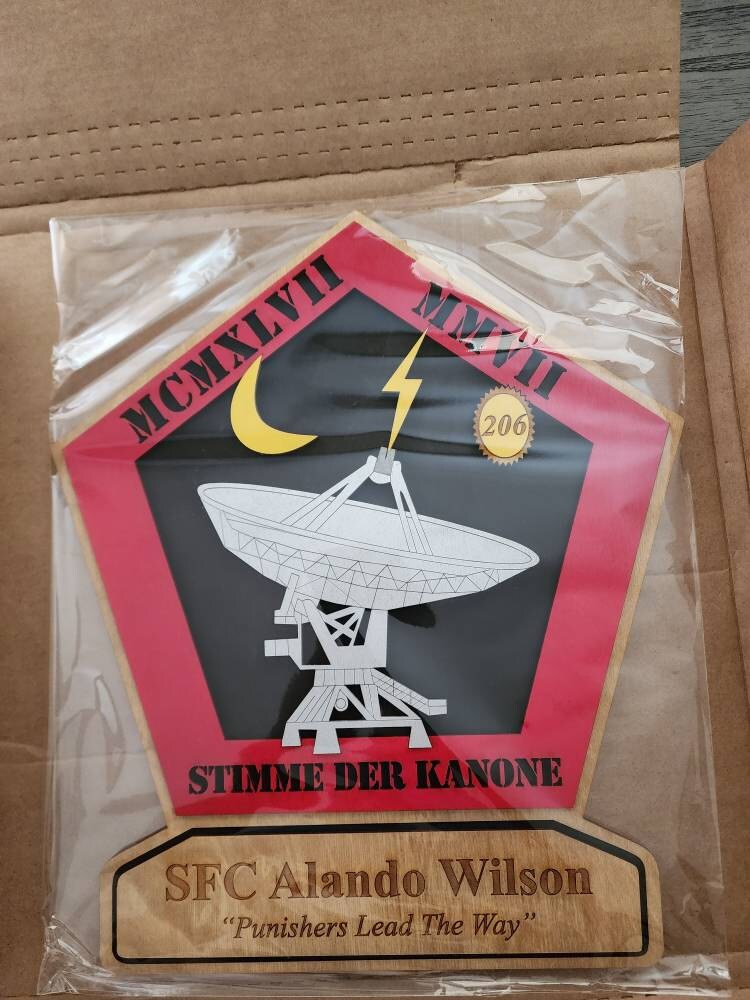 MCMXLVII
MMVII
206
STIMME DER KANONE
SFC Alando Wilson
“Punishers Lead The Way”